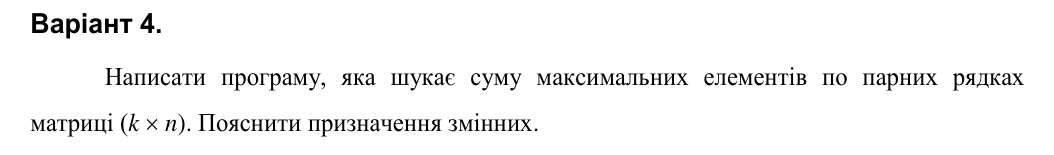 Варіант 4.
Написати програму, яка шукає суму максимальних елементів по парних рядках
матриці (k × n). Пояснити призначення змінних.